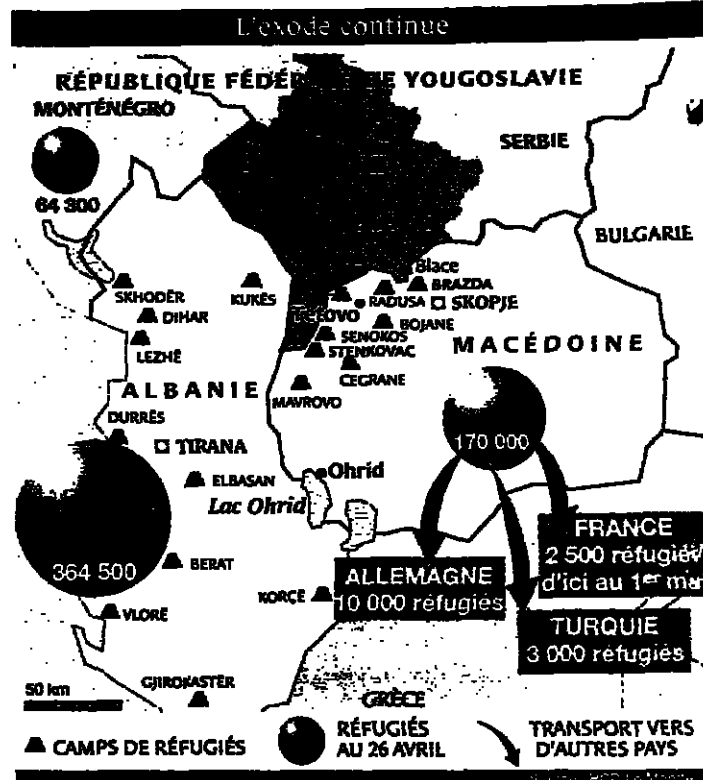 L'exode continue
RÉPUBLIQUE FÉDÉR DE YOUGOSLAVIE
MONTÉNÉGRO
SERBIE
64 300
BULGARIE
Blace
SKHODËR
KUKËS
BRAZDA
RADUSA
SKOPJE
DIHAR
BOJANE
LEZHË
SENOKOS
STENKOVAC
MACÉDOINE
CEGRANE
ALBANIE
MAVROVO
DURRËS
170 000
TIRANA
Ohrid
ELBASAN
Lac Ohrid
FRANCE
2 500 réfugiés
d'ici au 1er mai
364 500
BERAT
ALLEMAGNE
10 000 réfugiés
KORÇË
VLORË
TURQUIE
3 000 réfugiés
GJIROKASTËR
50 km
GRÈCE
CAMPS DE RÉFUGIÉS
RÉFUGIÉS
AU 26 AVRIL
TRANSPORT VERS
D'AUTRES PAYS